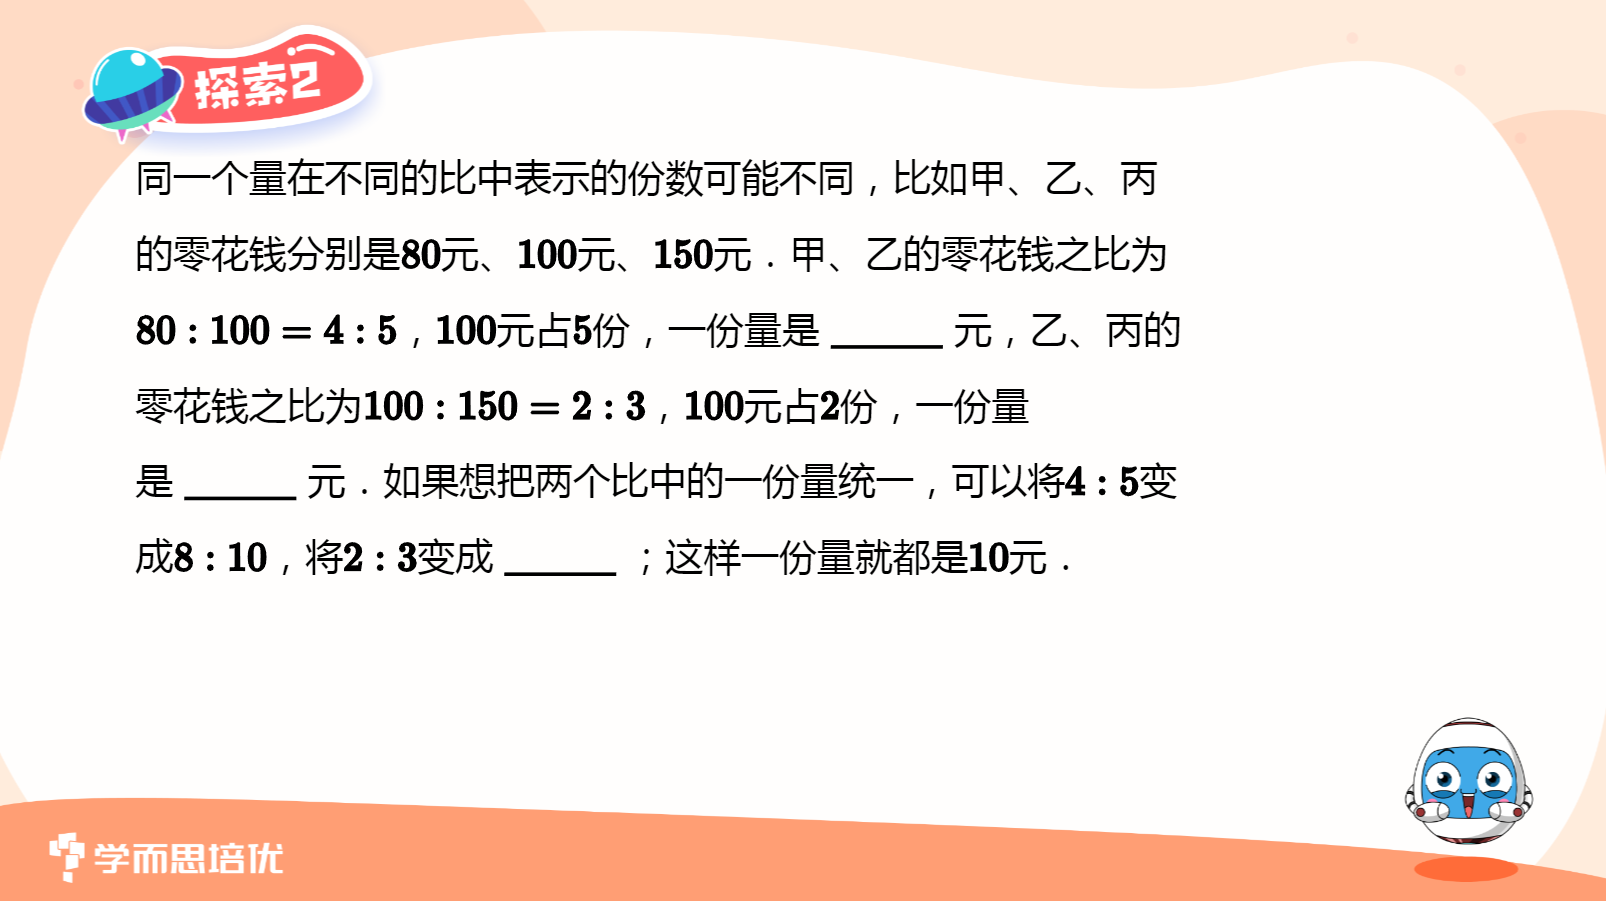 探索2
同一个量在不同的比中表示的份数可能不同，比如甲、乙、丙
的零花钱分别是80元、100元、150元．甲、乙的零花钱之比为
80 : 100 = 4 : 5，100元占5份，一份量是 ______ 元，乙、丙的
零花钱之比为100 : 150 = 2 : 3，100元占2份，一份量
是 ______ 元．如果想把两个比中的一份量统一，可以将4 : 5变
成8 : 10，将2 : 3变成 ______ ；这样一份量就都是10元．
学而思培优